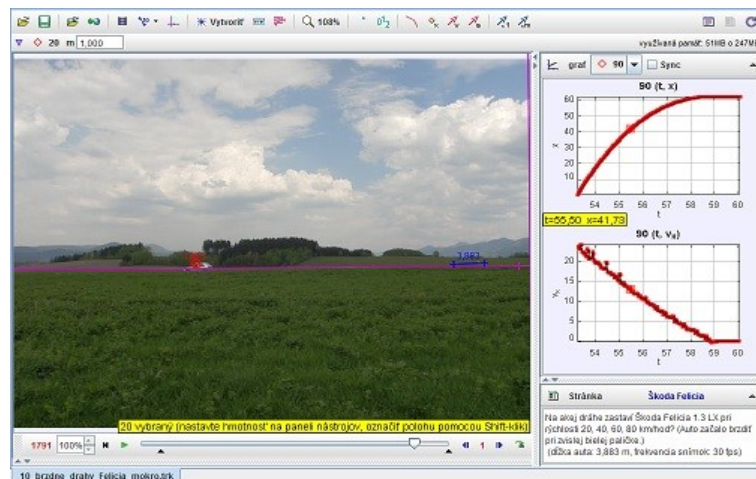 Vytvoriť
108%
20 m 1,000
využívaná pamäť: 51MB o 247MB
graf 90 Sync
90 (t, x)
60
50
40
30
20
10
x
54 55 56 57 58 59 60
t
t=55,50 x=41,73
90 (t, vx)
20
15
10
5
0
54 55 56 57 58 59 60
t
3,883
20 vybraný (nastavte hmotnosť na paneli nástrojov, označiť polohu pomocou Shift-klik)
1791 100% 1
Stránka Škoda Felicia
Na akej dráhe zastaví Škoda Felicia 1.3 LX pri
rýchlosti 20, 40, 60, 80 km/hod? (Auto začalo brzdiť
pri zvislej bielej paličke.)
(dĺžka auta: 3,883 m, frekvencia snímok: 30 fps)
10_brzdne_drahy_Felicia_mokro.trk